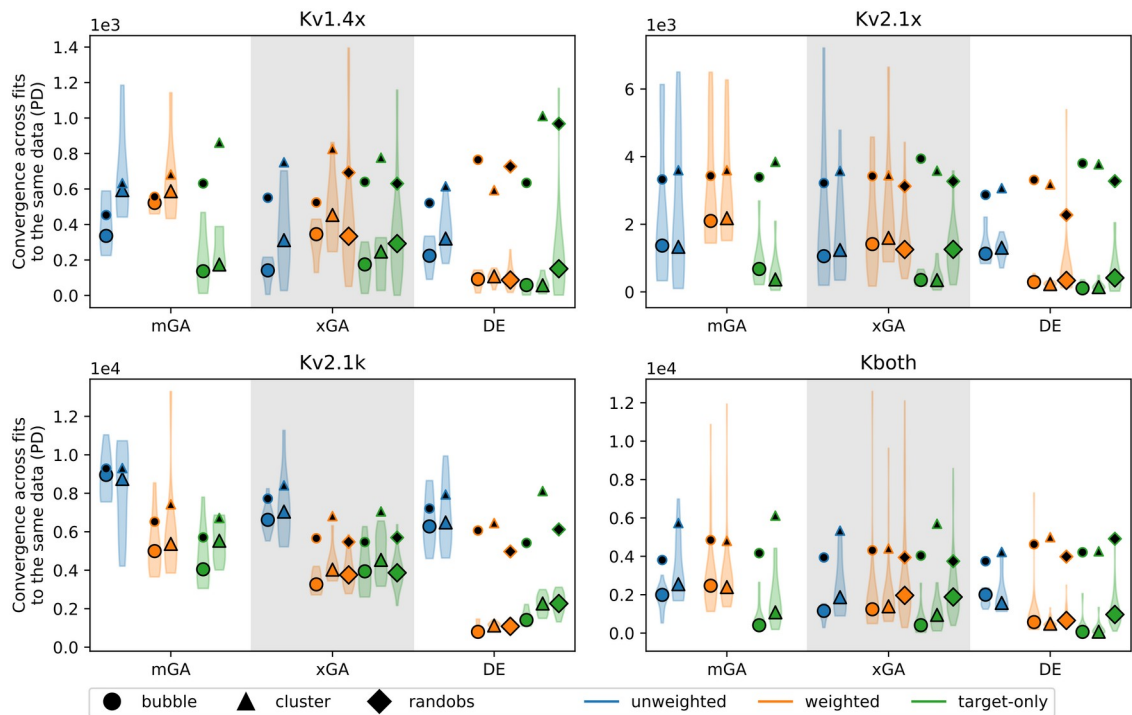 Kv1.4x
Kv2.1x
1e3
1e3
Convergence across fits
to the same data (PD)
1.4
1.2
1.0
0.8
0.6
0.4
0.2
0.0
6
4
2
0
mGA
xGA
DE
mGA
xGA
DE
Kv2.1k
Kboth
1e4
1e4
Convergence across fits
to the same data (PD)
1.2
1.0
0.8
0.6
0.4
0.2
0.0
1.2
1.0
0.8
0.6
0.4
0.2
0.0
mGA
xGA
DE
mGA
xGA
DE
bubble
cluster
randobs
unweighted
weighted
target-only